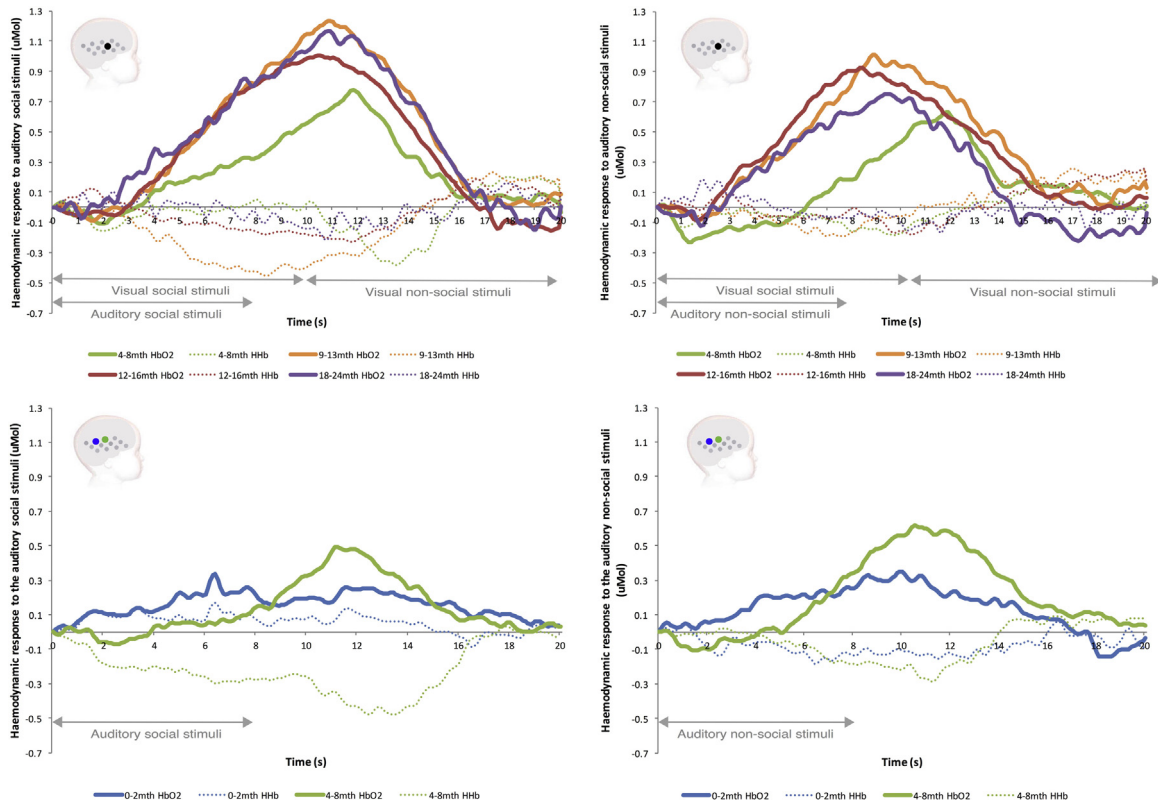 Haemodynamic response to auditory social stimuli (uMol)
1.3
1.1
0.9
0.7
0.5
0.3
0.1
-0.1
-0.3
-0.5
-0.7
0 1 2 3 4 5 6 7 8 9 10 11 12 13 14 15 16 17 18 19 20
Visual social stimuli
Visual non-social stimuli
Auditory social stimuli
Time (s)
4-8mth HbO2 4-8mth HHb 9-13mth HbO2 9-13mth HHb
12-16mth HbO2 12-16mth HHb 18-24mth HbO2 18-24mth HHb
Haemodynamic response to auditory non-social stimuli
(uMol)
1.3
1.1
0.9
0.7
0.5
0.3
0.1
-0.1
-0.3
-0.5
-0.7
0 1 2 3 4 5 6 7 8 9 10 11 12 13 14 15 16 17 18 19 20
Visual social stimuli
Visual non-social stimuli
Auditory non-social stimuli
Time (s)
4-8mth HbO2 4-8mth HHb 9-13mth HbO2 9-13mth HHb
12-16mth HbO2 12-16mth HHb 18-24mth HbO2 18-24mth HHb
Haemodynamic response to the auditory social stimuli (uMol)
1.3
1.1
0.9
0.7
0.5
0.3
0.1
-0.1
-0.3
-0.5
-0.7
0 2 4 6 8 10 12 14 16 18 20
Auditory social stimuli
Time (s)
0-2mth HbO2 0-2mth HHb 4-8mth HbO2 4-8mth HHb
Haemodynamic response to the auditory non-social stimuli
(uMol)
1.3
1.1
0.9
0.7
0.5
0.3
0.1
-0.1
-0.3
-0.5
-0.7
0 2 4 6 8 10 12 14 16 18 20
Auditory non-social stimuli
Time (s)
0-2mth HbO2 0-2mth HHb 4-8mth HbO2 4-8mth HHb